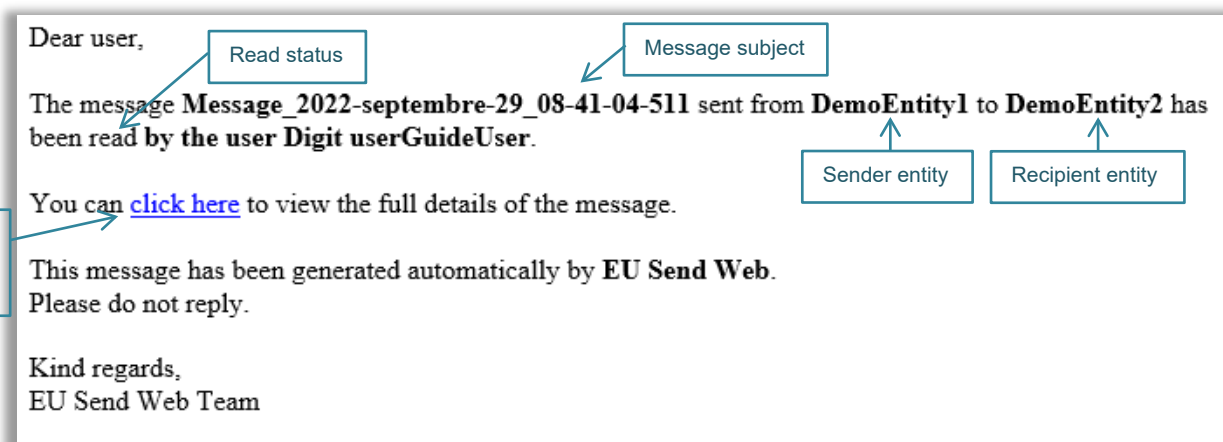 Dear user,
Read status
Message subject
The message Message_2022-septembre-29_08-41-04-511 sent from DemoEntity1 to DemoEntity2 has
been read by the user Digit userGuideUser.
Sender entity
Recipient entity
You can click here to view the full details of the message.
This message has been generated automatically by EU Send Web.
Please do not reply.
Kind regards,
EU Send Web Team